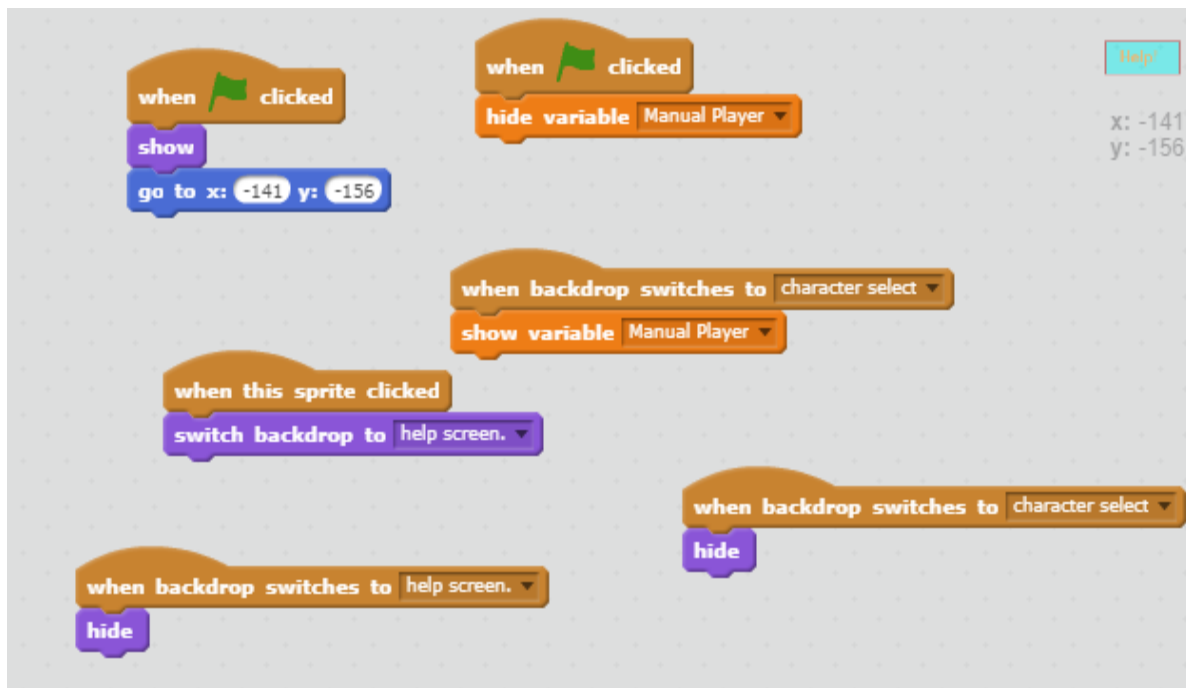 when clicked
show
go to x: -141 y: -156
when clicked
hide variable Manual Player
Help!
x: -141
y: -156
when backdrop switches to character select
show variable Manual Player
when this sprite clicked
switch backdrop to help screen.
when backdrop switches to character select
hide
when backdrop switches to help screen.
hide